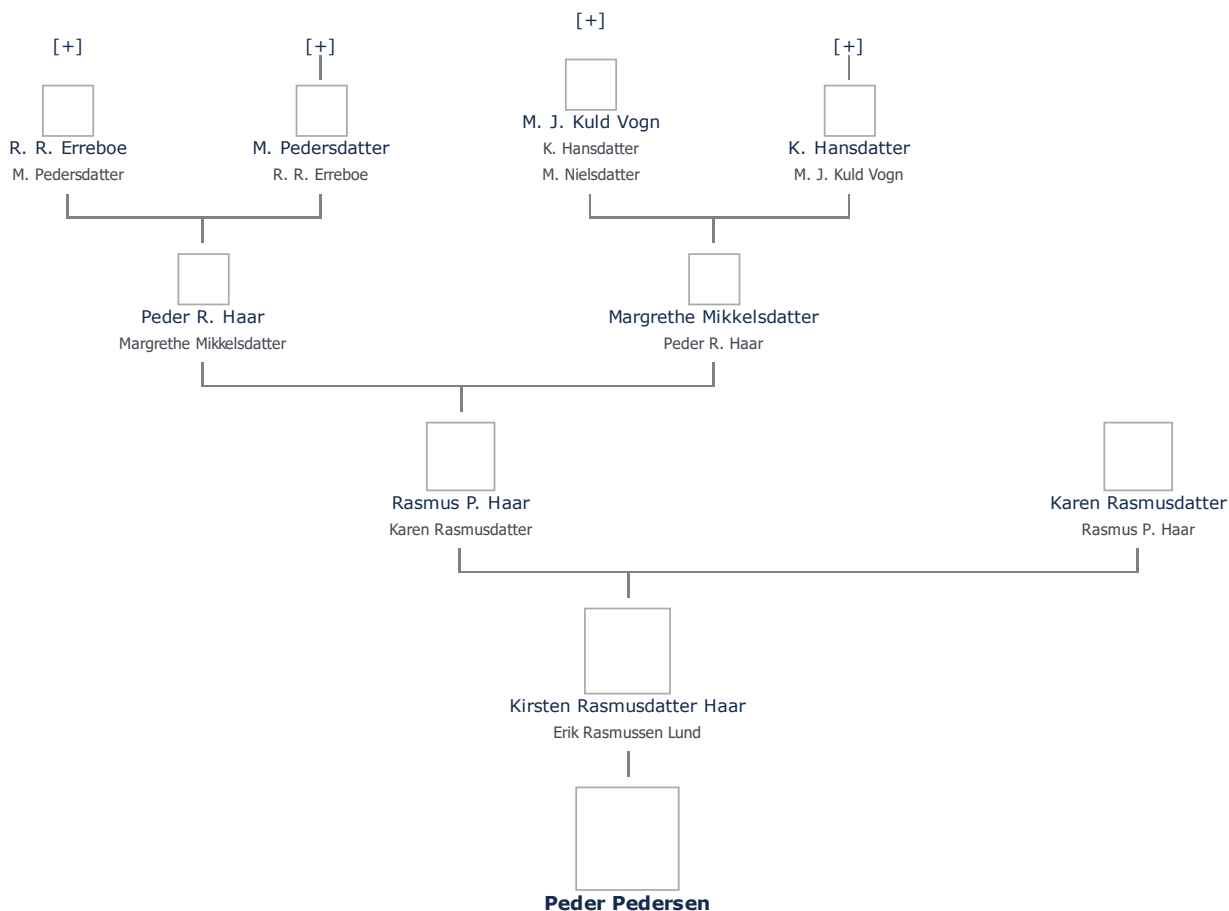 [+]
[+]
[+]
[+]
R. R. Erreboe
M. Pedersdatter
M. Pedersdatter
R. R. Erreboe
M. J. Kuld Vogn
K. Hansdatter
M. Nielsdatter
K. Hansdatter
M. J. Kuld Vogn
Peder R. Haar
Margrethe Mikkelsdatter
Margrethe Mikkelsdatter
Peder R. Haar
Rasmus P. Haar
Karen Rasmusdatter
Karen Rasmusdatter
Rasmus P. Haar
Kirsten Rasmusdatter Haar
Erik Rasmussen Lund
Peder Pedersen